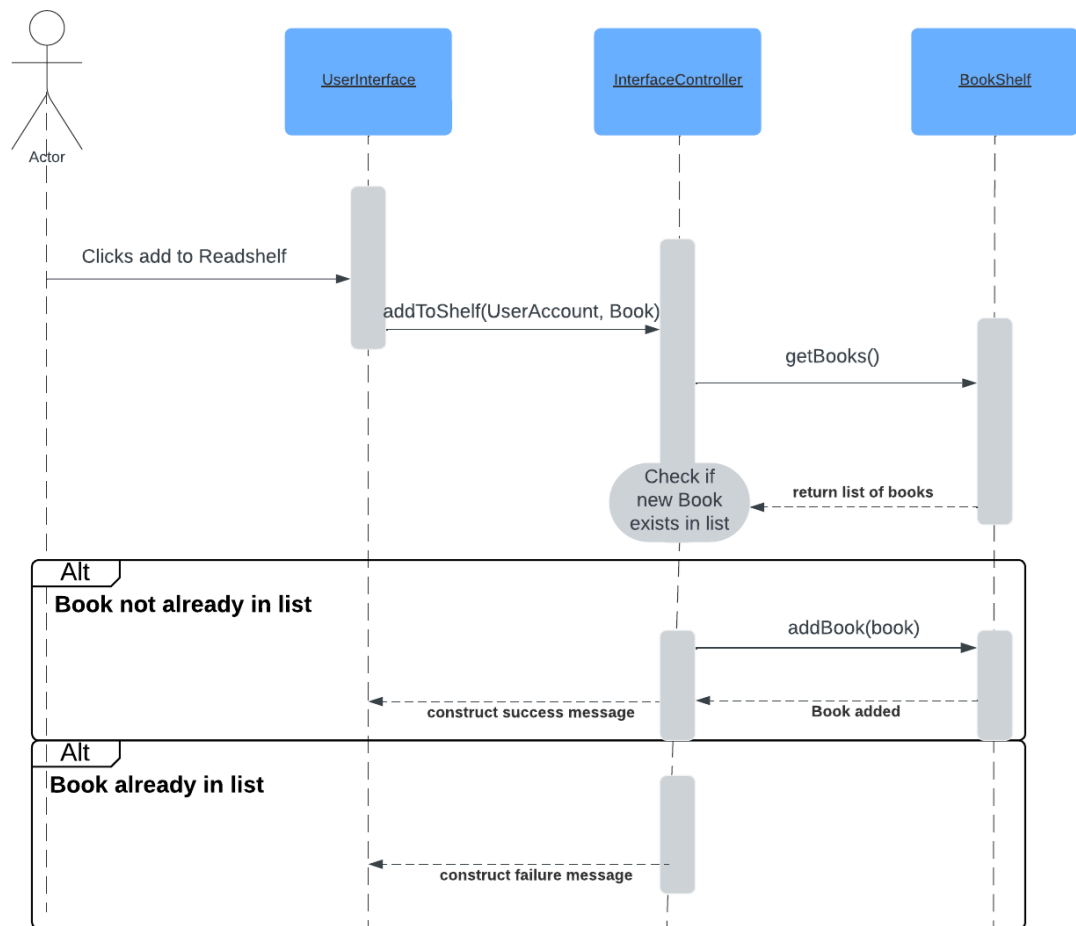 UserInterface
InterfaceController
BookShelf
Actor
Clicks add to Readshelf
addToShelf(UserAccount, Book)
getBooks()
Check if
new Book
exists in list
return list of books
Alt
Book not already in list
addBook(book)
construct success message
Book added
Alt
Book already in list
construct failure message